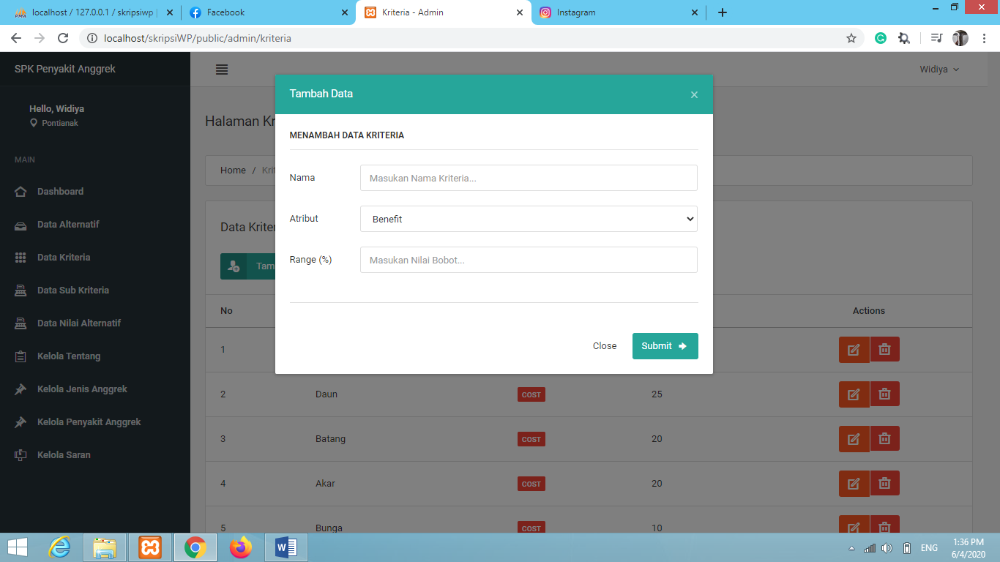 localhost / 127.0.0.1 / skripsiwp
Facebook
Kriteria - Admin
Instagram
localhost/skripsiWP/public/admin/kriteria
SPK Penyakit Anggrek
Widiya
Hello, Widiya
Pontianak
MAIN
Dashboard
Data Alternatif
Data Kriteria
Data Sub Kriteria
Data Nilai Alternatif
Kelola Tentang
Kelola Jenis Anggrek
Kelola Penyakit Anggrek
Kelola Saran
Halaman Kr
Home / Krit
Data Kriter
Tam
Tambah Data ×
MENAMBAH DATA KRITERIA
Nama Masukan Nama Kriteria...
Atribut Benefit
Range (%) Masukan Nilai Bobot...
Close Submit
No Actions
1
2 Daun COST 25
3 Batang COST 20
4 Akar COST 20
5 Bunga COST 10
PMA
W
ENG
1:36 PM
6/4/2020